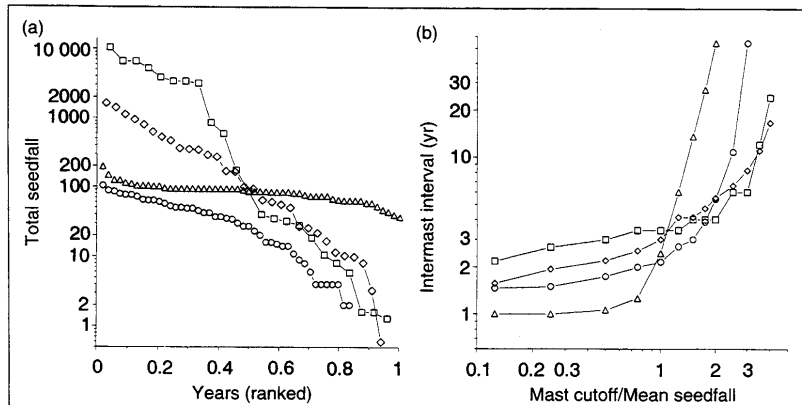 (a)
Total seedfall
10 000
2000
1000
200
100
20
10
2
1
0 0.2 0.4 0.6 0.8 1
Years (ranked)
(b)
Intermast interval (yr)
30
20
10
3
2
1
0.1 0.2 0.3 1 2 3
Mast cutoff/Mean seedfall